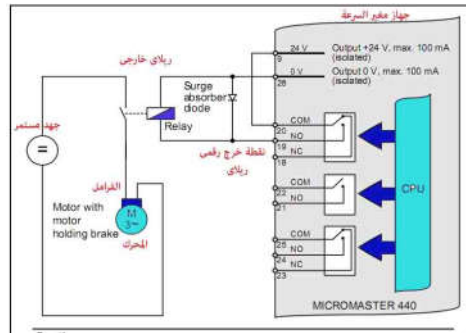 جهاز مغير السرعة
24 V
Output +24 V, max. 100 mA
(isolated)
9
0 V
Output 0 V, max. 100 mA
(isolated)
28
ريلاي خارجى
Surge
absorber
diode
Relay
جهد مستمر
=
COM
20
NO
19
NC
18
نقطة خرج رقمى
ريلاى
COM
22
NO
21
CPU
الفرامل
Motor with
motor
holding brake
M
3~
المحرك
COM
25
NO
24
NC
23
MICROMASTER 440